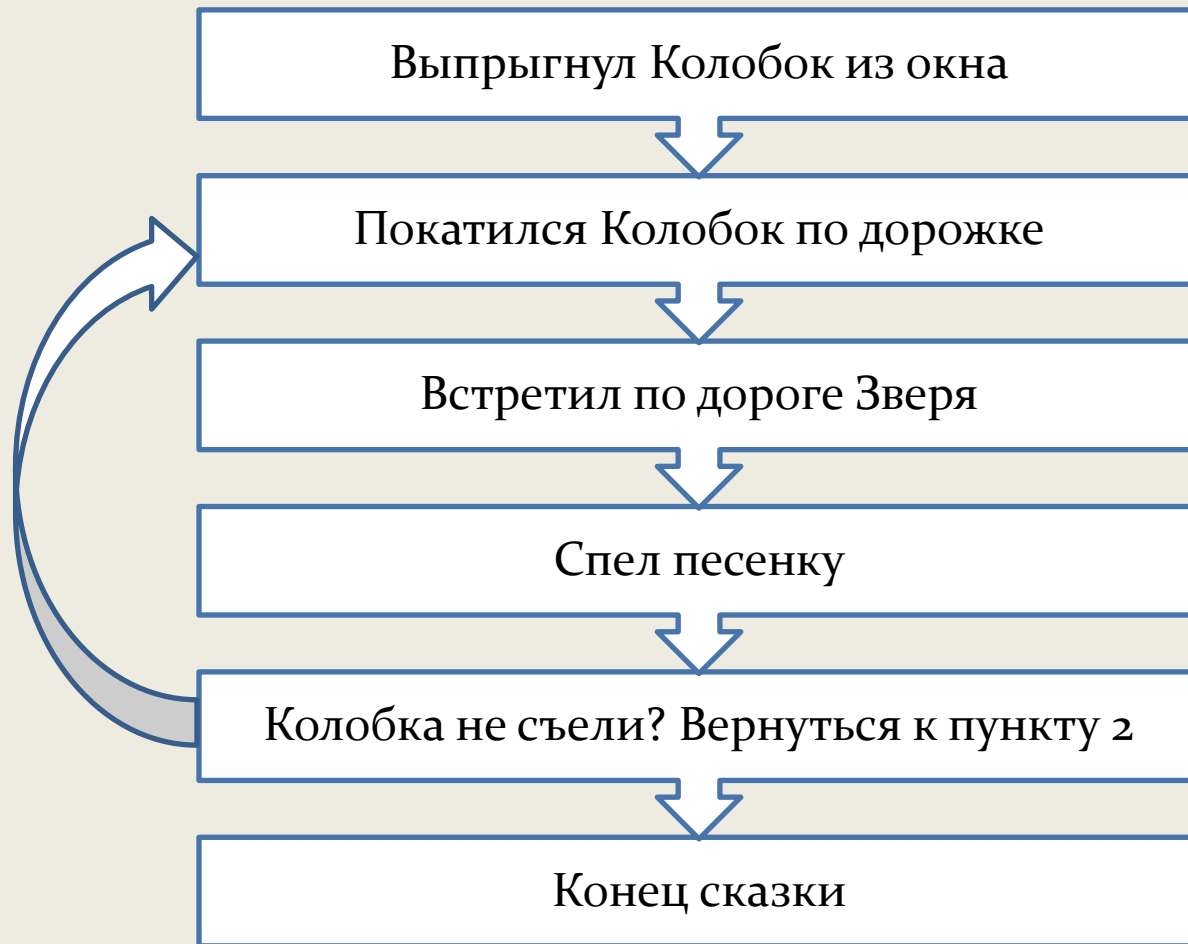 Выпрыгнул Колобок из окна
Покатился Колобок по дорожке
Встретил по дороге Зверя
Спел песенку
Колобка не съели? Вернуться к пункту 2
Конец сказки